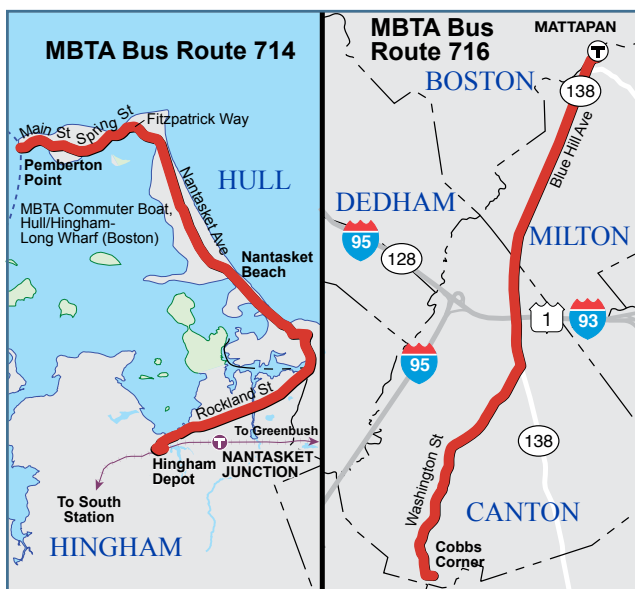 MBTA Bus Route 714
Main St
Spring St
Fitzpatrick Way
Pemberton
Point
HULL
Nantasket Ave
MBTA Commuter Boat,
Hull/Hingham-
Long Wharf (Boston)
Nantasket
Beach
Rockland St
To Greenbush
T
Hingham
Depot
NANTASKET
JUNCTION
To South
Station
HINGHAM
MBTA Bus
Route 716
MATTAPAN
T
BOSTON
138
Blue Hill Ave
DEDHAM
95
128
MILTON
1
93
95
138
Washington St
CANTON
Cobbs
Corner